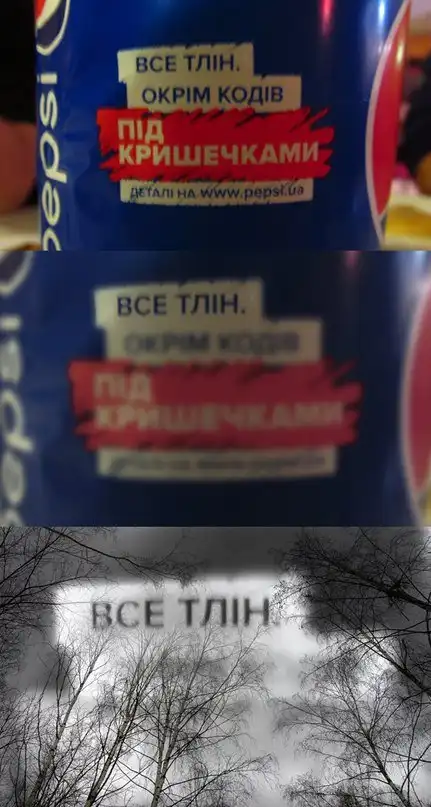 pepsi
ВСЕ ТЛІН.
ОКРІМ КОДІВ
ПІД
КРИШЕЧКАМИ
ДЕТАЛІ НА www.pepsi.ua
pepsi
ВСЕ ТЛІН.
ОКРІМ КОДІВ
ПІД
КРИШЕЧКАМИ
ВСЕ ТЛІН.